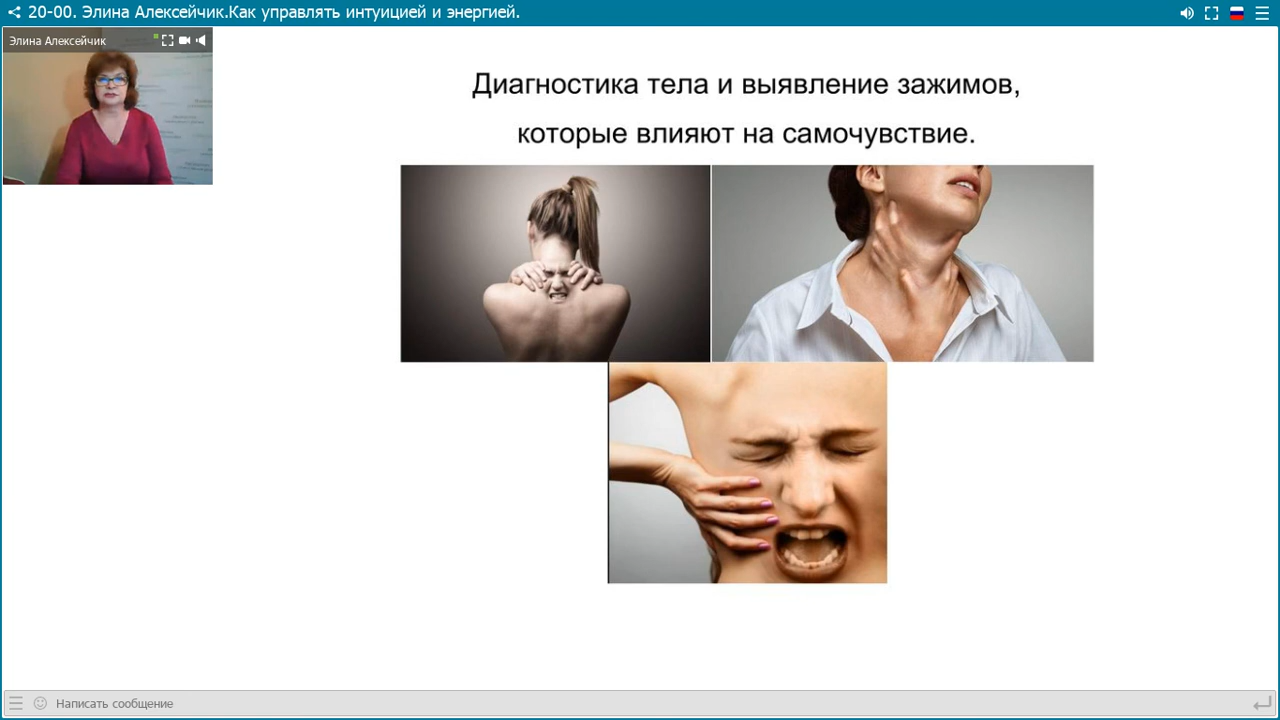 20-00. Элина Алексейчик.Как управлять интуицией и энергией.
Элина Алексейчик
Диагностика тела и выявление зажимов,
которые влияют на самочувствие.
Написать сообщение